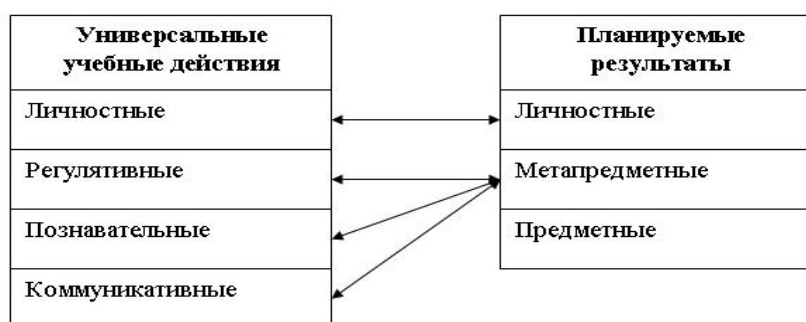 Универсальные
учебные действия
Личностные
Регулятивные
Познавательные
Коммуникативные
Планируемые
результаты
Личностные
Метапредметные
Предметные